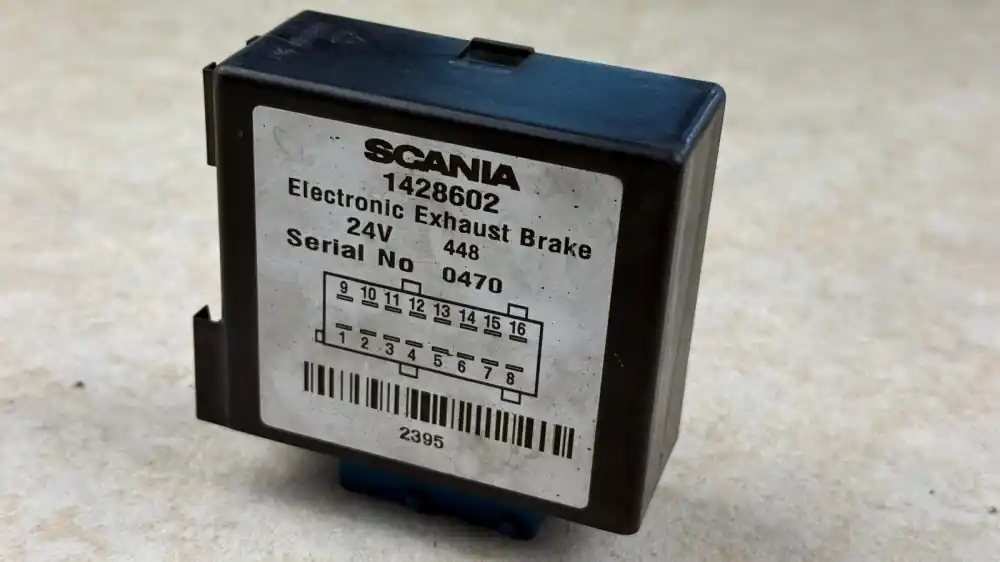 SCANIA
1428602
Electronic Exhaust Brake
24V 448
Serial No 0470
9 10 11 12 13 14 15 16
1 2 3 4 5 6 7 8
2395